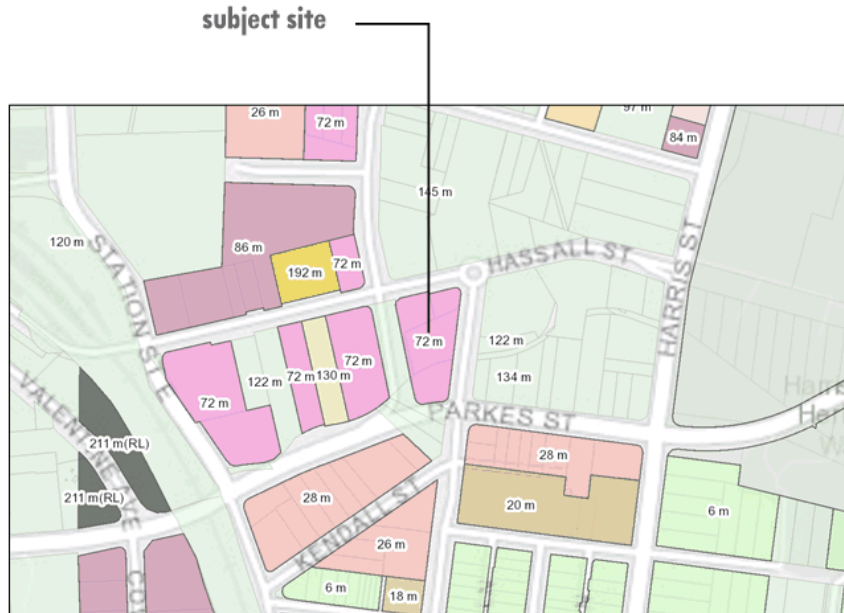 subject site
26 m
72 m
97 m
84 m
145 m
120 m
STATION ST E
86 m
192 m
72 m
HASSALL ST
HARRIS ST
72 m
122 m
134 m
72 m
122 m
72 m
130 m
72 m
PARKES ST
211 m(RL)
211 m(RL)
28 m
28 m
20 m
6 m
KENDALL ST
26 m
6 m
18 m